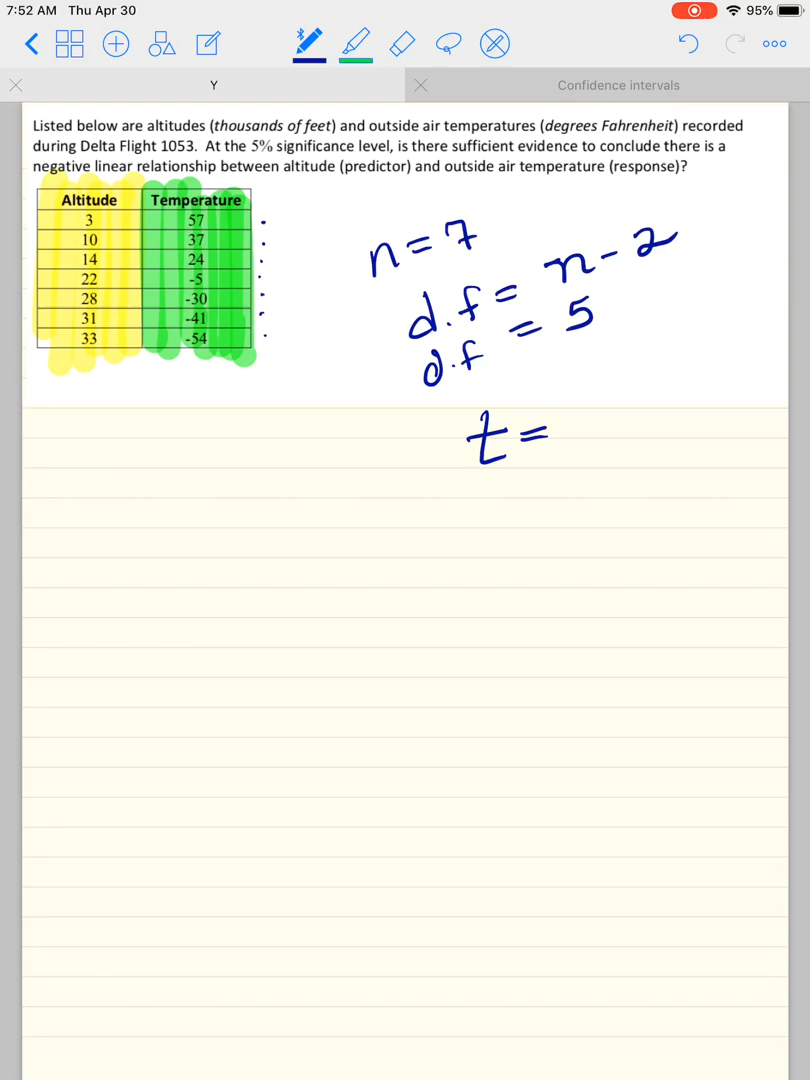 7:52 AM Thu Apr 30
95%
Y
Confidence intervals
Listed below are altitudes (thousands of feet) and outside air temperatures (degrees Fahrenheit) recorded
during Delta Flight 1053. At the 5% significance level, is there sufficient evidence to conclude there is a
negative linear relationship between altitude (predictor) and outside air temperature (response)?
Altitude Temperature
3 57
10 37
14 24
22 -5
28 -30
31 -41
33 -54
n = 7
d.f = n - 2
d.f = 5
t =